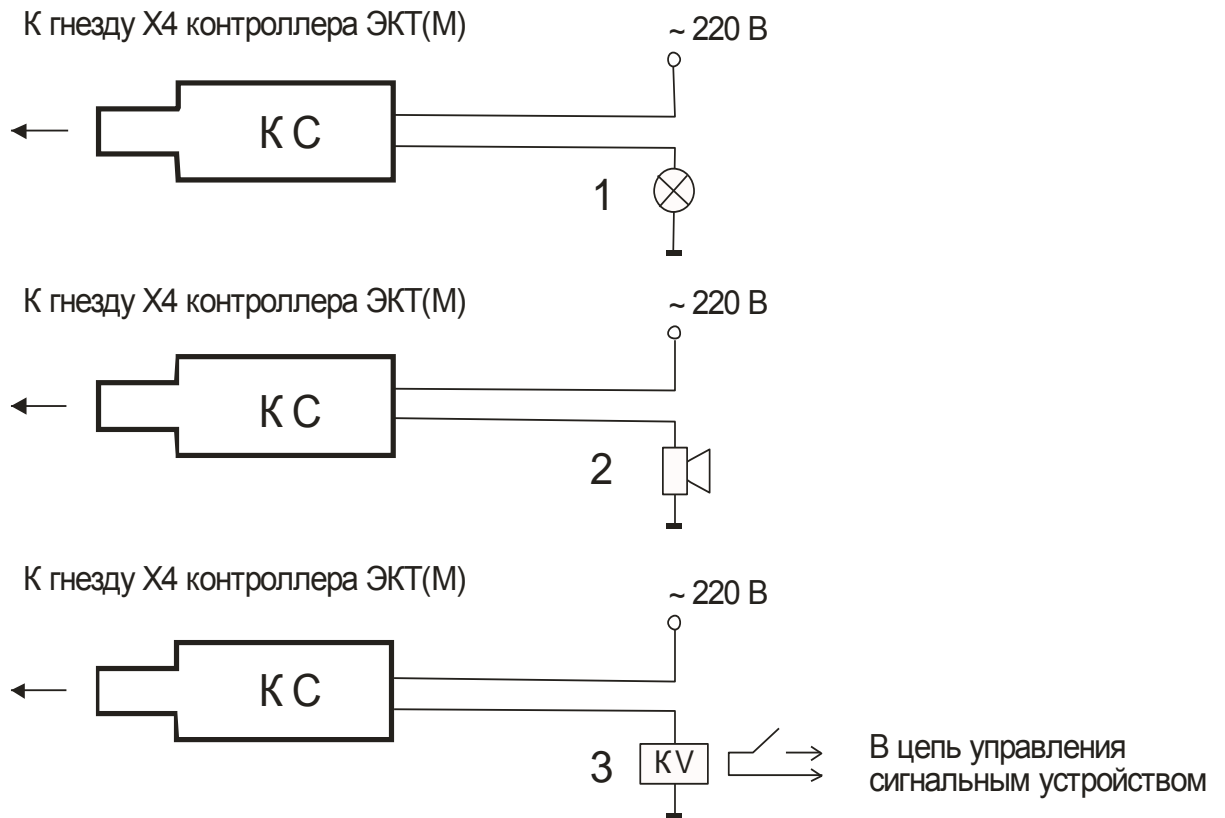 К гнезду Х4 контроллера ЭКТ(М)
~ 220 В
К С
1
К гнезду Х4 контроллера ЭКТ(М)
~ 220 В
К С
2
К гнезду Х4 контроллера ЭКТ(М)
~ 220 В
К С
3
КV
В цепь управления
сигнальным устройством